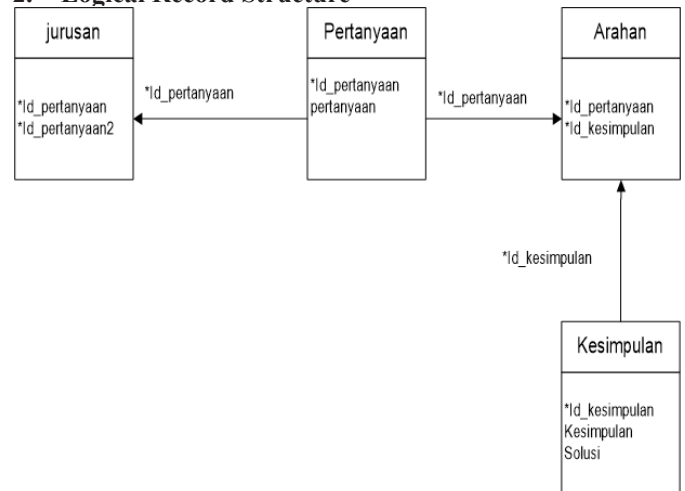 2. Logical Record Structure
jurusan
*Id_pertanyaan
*Id_pertanyaan2
*Id_pertanyaan
Pertanyaan
*Id_pertanyaan
pertanyaan
*Id_pertanyaan
Arahan
*Id_pertanyaan
*Id_kesimpulan
*Id_kesimpulan
Kesimpulan
*Id_kesimpulan
Kesimpulan
Solusi